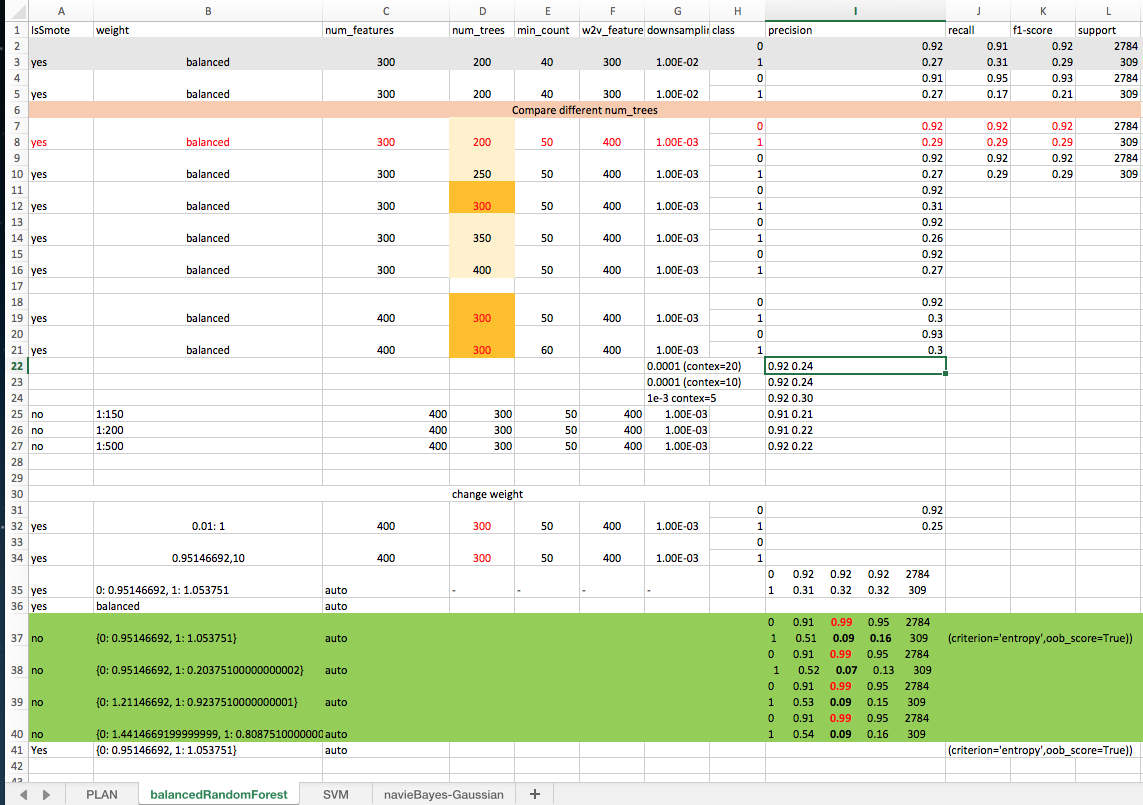 A B C D E F G H I J K L
1 IsSmote weight num_features num_trees min_count w2v_feature downsamplin class precision recall f1-score support
2 0 0.92 0.91 0.92 2784
3 yes balanced 300 200 40 300 1.00E-02 1 0.27 0.31 0.29 309
4 0 0.91 0.95 0.93 2784
5 yes balanced 300 200 40 300 1.00E-02 1 0.27 0.17 0.21 309
6 Compare different num_trees
7 0 0.92 0.92 0.92 2784
8 yes balanced 300 200 50 400 1.00E-03 1 0.29 0.29 0.29 309
9 0 0.92 0.92 0.92 2784
10 yes balanced 300 250 50 400 1.00E-03 1 0.27 0.29 0.29 309
11 0 0.92
12 yes balanced 300 300 50 400 1.00E-03 1 0.31
13 0 0.92
14 yes balanced 300 350 50 400 1.00E-03 1 0.26
15 0 0.92
16 yes balanced 300 400 50 400 1.00E-03 1 0.27
17
18 0 0.92
19 yes balanced 400 300 50 400 1.00E-03 1 0.3
20 0 0.93
21 yes balanced 400 300 60 400 1.00E-03 1 0.3
22 0.0001 (contex=20) 0.92 0.24
23 0.0001 (contex=10) 0.92 0.24
24 1e-3 contex=5 0.92 0.30
25 no 1:150 400 300 50 400 1.00E-03 0.91 0.21
26 no 1:200 400 300 50 400 1.00E-03 0.91 0.22
27 no 1:500 400 300 50 400 1.00E-03 0.92 0.22
28
29
30 change weight
31 0 0.92
32 yes 0.01: 1 400 300 50 400 1.00E-03 1 0.25
33 0
34 yes 0.95146692,10 400 300 50 400 1.00E-03 1
0 0.92 0.92 0.92 2784
35 yes 0: 0.95146692, 1: 1.053751 auto - - - - 1 0.31 0.32 0.32 309
36 yes balanced auto
0 0.91 0.99 0.95 2784
37 no {0: 0.95146692, 1: 1.053751} auto 1 0.51 0.09 0.16 309 (criterion='entropy',oob_score=True))
0 0.91 0.99 0.95 2784
38 no {0: 0.95146692, 1: 0.20375100000000002} auto 1 0.52 0.07 0.13 309
0 0.91 0.99 0.95 2784
39 no {0: 1.21146692, 1: 0.9237510000000001} auto 1 0.53 0.09 0.15 309
0 0.91 0.99 0.95 2784
40 no {0: 1.4414669199999999, 1: 0.8087510000000 auto 1 0.54 0.09 0.16 309
41 Yes {0: 0.95146692, 1: 1.053751} auto (criterion='entropy',oob_score=True))
42
PLAN balancedRandomForest SVM navieBayes-Gaussian +